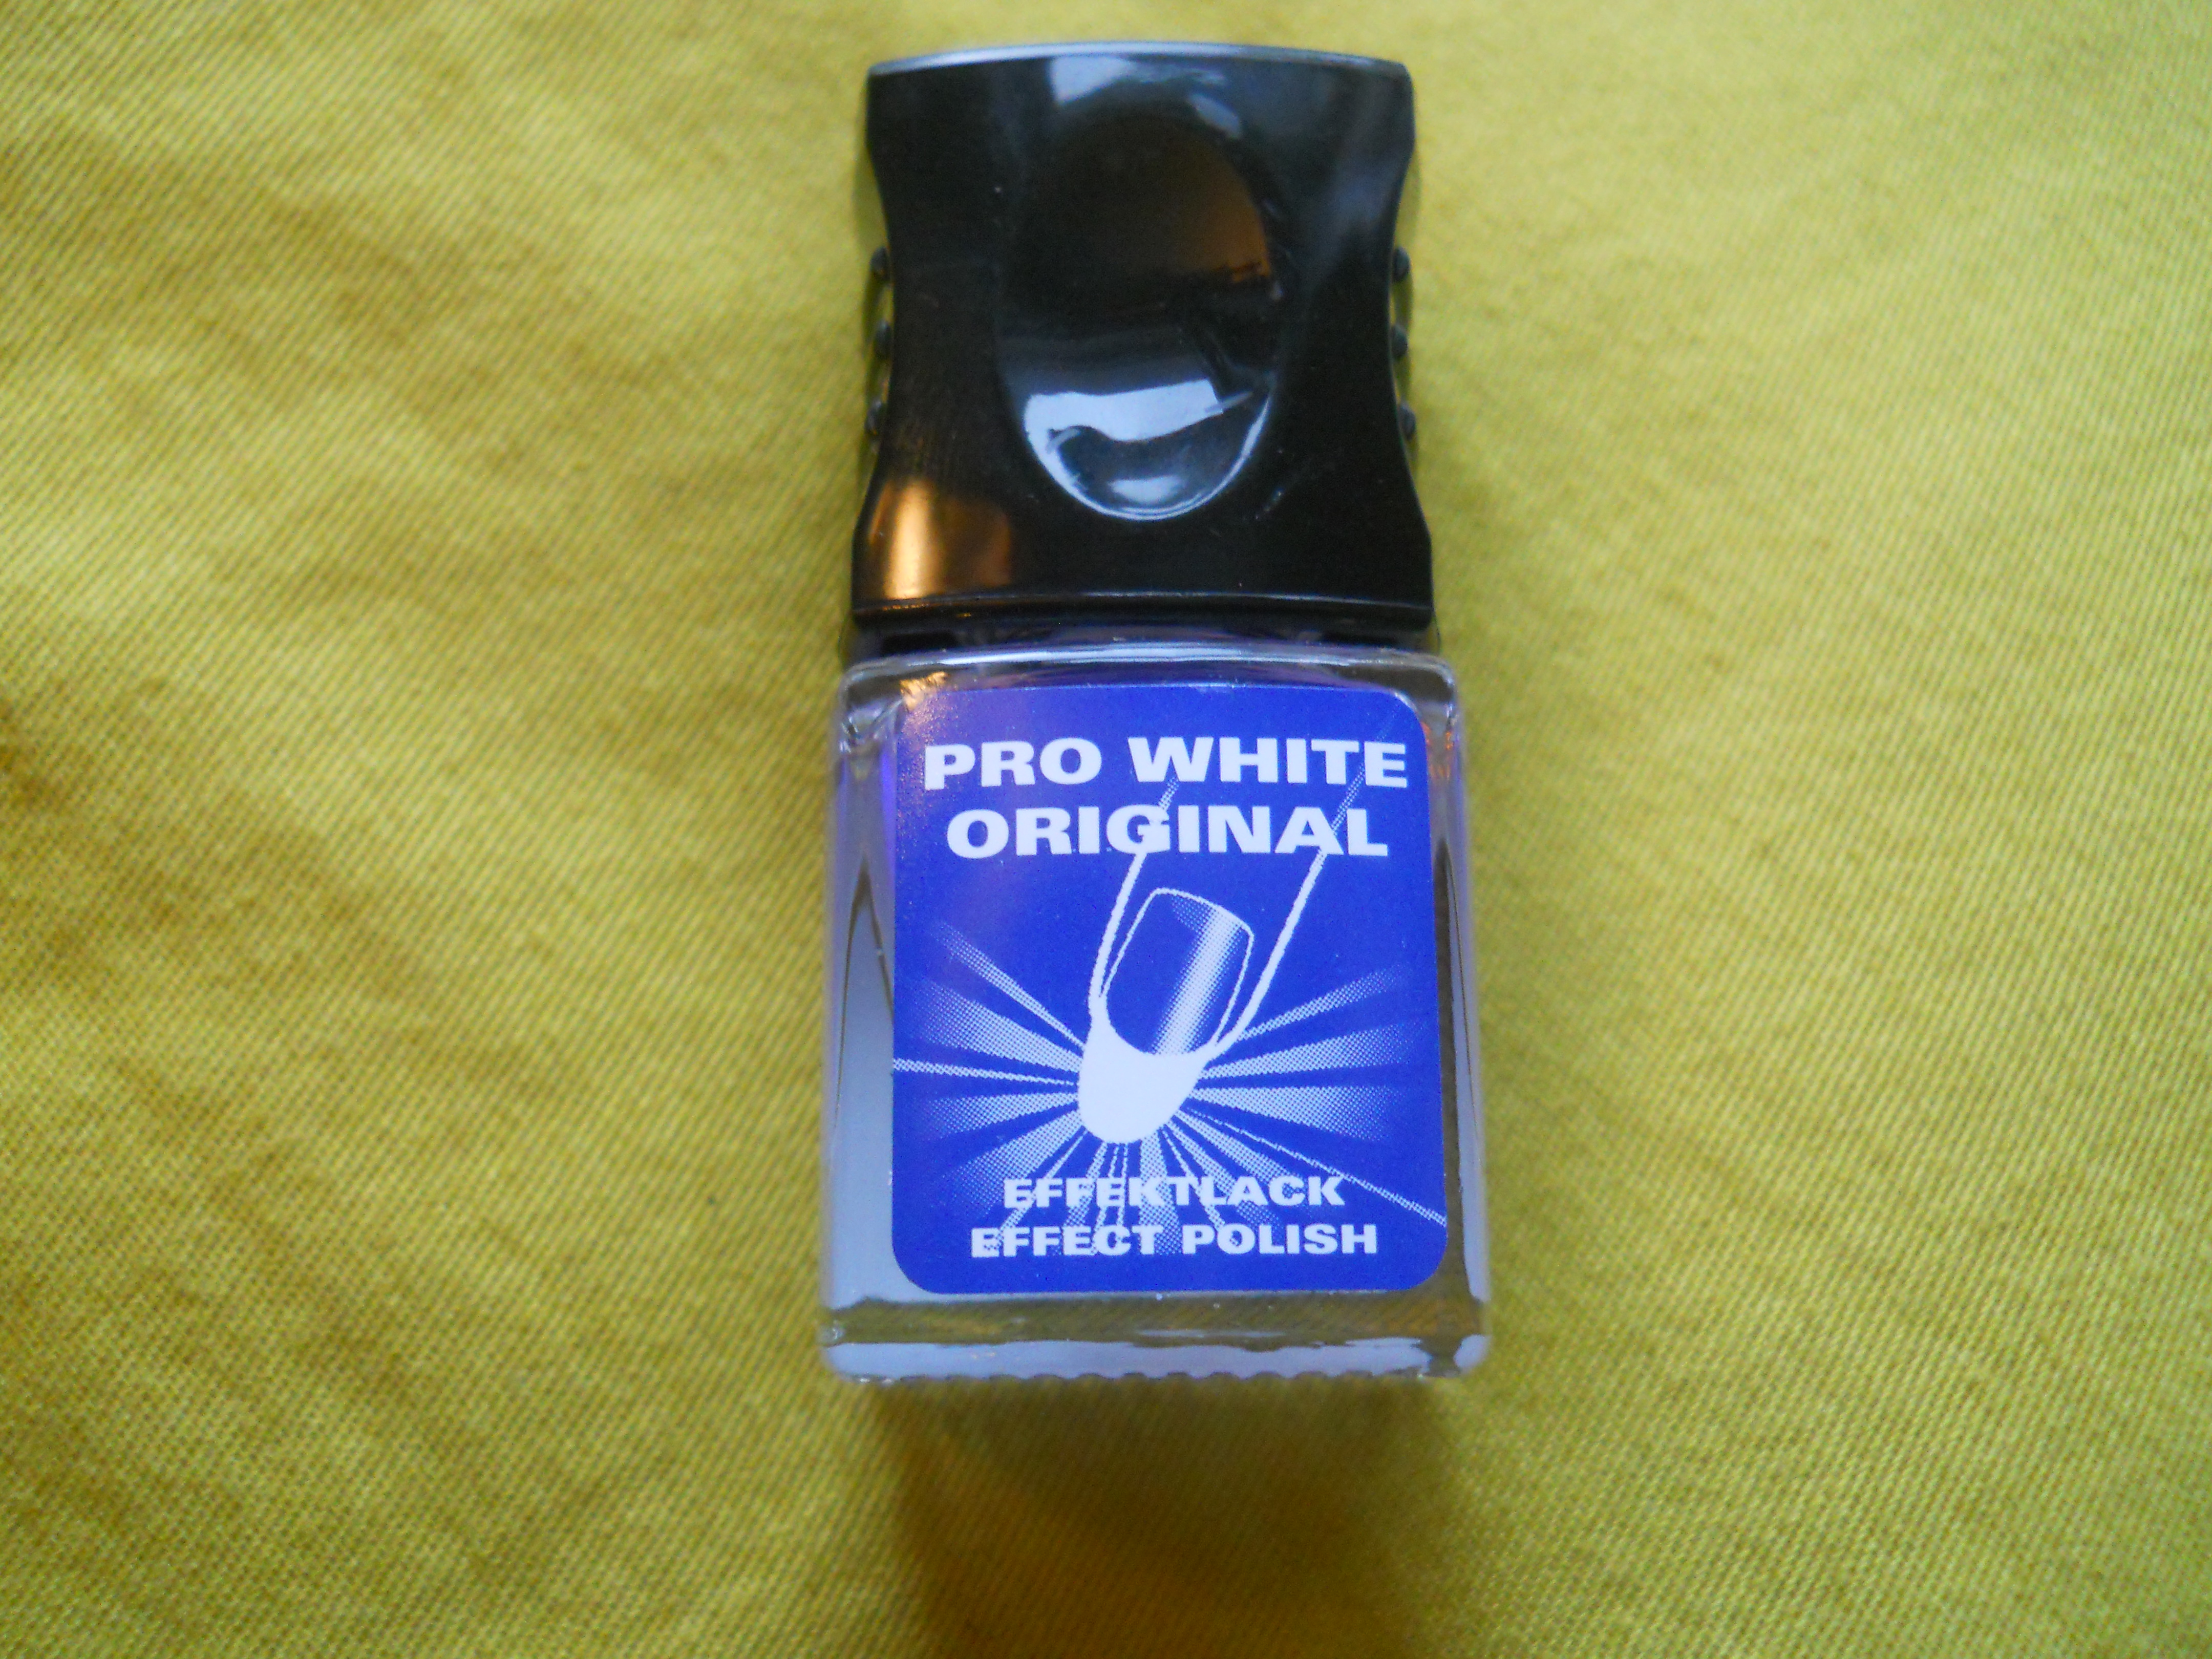 PRO WHITE
ORIGINAL
EFFEKTLACK
EFFECT POLISH